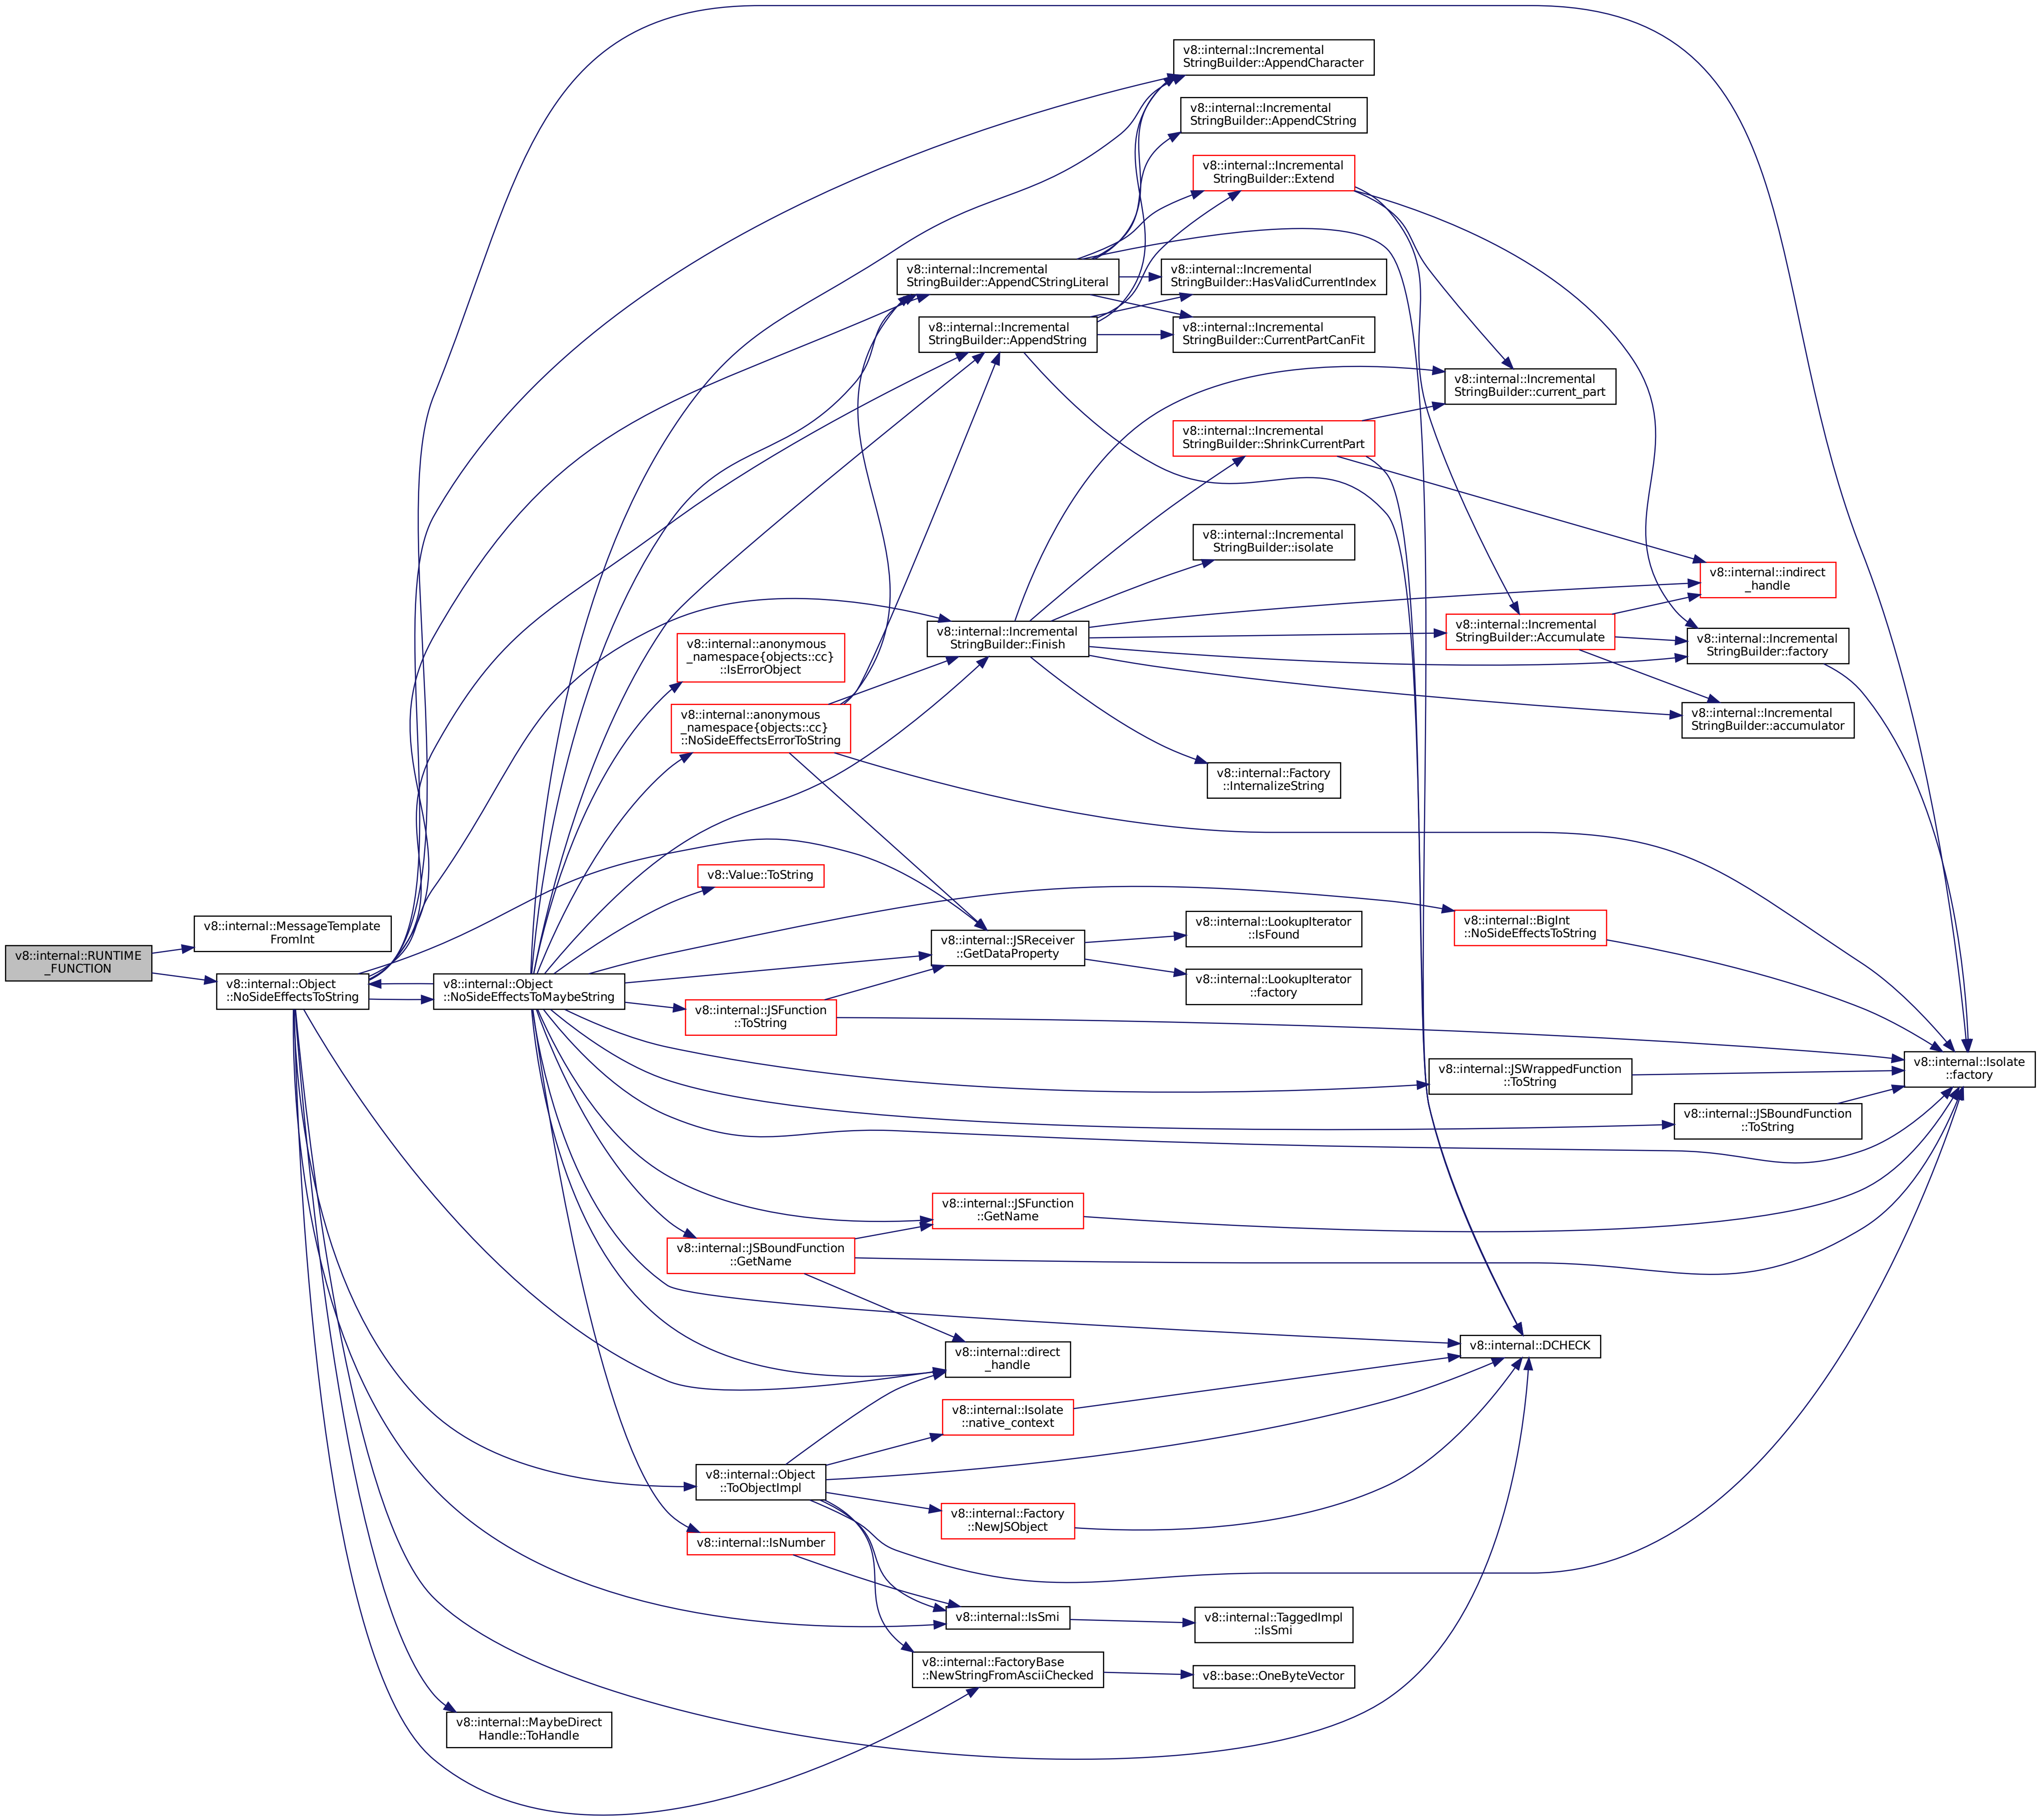 v8::internal::Incremental
StringBuilder::AppendCharacter
v8::internal::Incremental
StringBuilder::AppendCString
v8::internal::Incremental
StringBuilder::Extend
v8::internal::Incremental
StringBuilder::AppendCStringLiteral
v8::internal::Incremental
StringBuilder::HasValidCurrentIndex
v8::internal::Incremental
StringBuilder::AppendString
v8::internal::Incremental
StringBuilder::CurrentPartCanFit
v8::internal::Incremental
StringBuilder::current_part
v8::internal::Incremental
StringBuilder::ShrinkCurrentPart
v8::internal::Incremental
StringBuilder::isolate
v8::internal::indirect
_handle
v8::internal::Incremental
StringBuilder::Finish
v8::internal::Incremental
StringBuilder::Accumulate
v8::internal::Incremental
StringBuilder::factory
v8::internal::anonymous
_namespace{objects::cc}
::IsErrorObject
v8::internal::anonymous
_namespace{objects::cc}
::NoSideEffectsErrorToString
v8::internal::Incremental
StringBuilder::accumulator
v8::internal::Factory
::InternalizeString
v8::Value::ToString
v8::internal::MessageTemplate
FromInt
v8::internal::JSReceiver
::GetDataProperty
v8::internal::LookupIterator
::IsFound
v8::internal::BigInt
::NoSideEffectsToString
v8::internal::RUNTIME
_FUNCTION
v8::internal::Object
::NoSideEffectsToString
v8::internal::Object
::NoSideEffectsToMaybeString
v8::internal::LookupIterator
::factory
v8::internal::JSFunction
::ToString
v8::internal::JSWrappedFunction
::ToString
v8::internal::Isolate
::factory
v8::internal::JSBoundFunction
::ToString
v8::internal::JSFunction
::GetName
v8::internal::JSBoundFunction
::GetName
v8::internal::direct
_handle
v8::internal::DCHECK
v8::internal::Isolate
::native_context
v8::internal::Object
::ToObjectImpl
v8::internal::Factory
::NewJSObject
v8::internal::IsNumber
v8::internal::IsSmi
v8::internal::TaggedImpl
::IsSmi
v8::internal::FactoryBase
::NewStringFromAsciiChecked
v8::base::OneByteVector
v8::internal::MaybeDirect
Handle::ToHandle